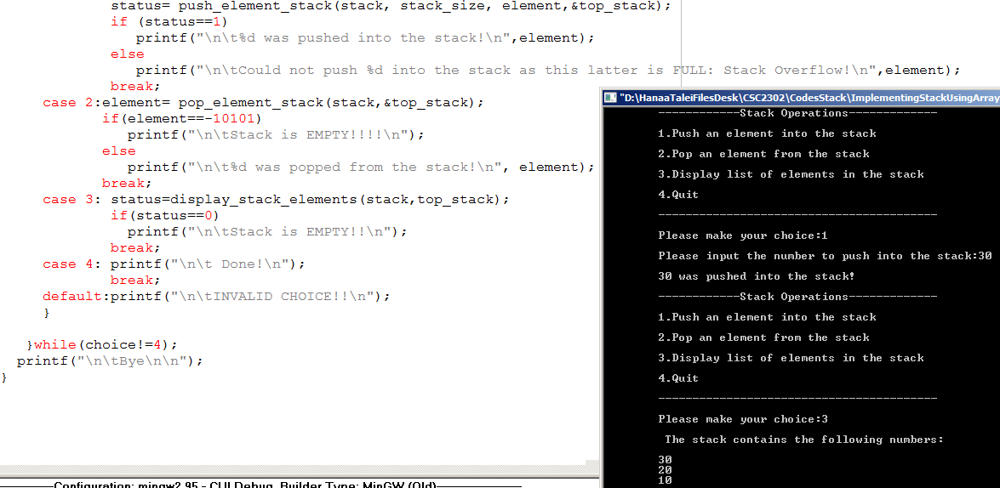 status= push_element_stack(stack, stack_size, element,&top_stack);
if (status==1)
printf("\n\t%d was pushed into the stack!\n",element);
else
printf("\n\tCould not push %d into the stack as this latter is FULL: Stack Overflow!\n",element);
break;
case 2:element= pop_element_stack(stack,&top_stack);
if(element==-10101)
printf("\n\tStack is EMPTY!!!!\n");
else
printf("\n\t%d was popped from the stack!\n", element);
break;
case 3: status=display_stack_elements(stack,top_stack);
if(status==0)
printf("\n\tStack is EMPTY!!\n");
break;
case 4: printf("\n\t Done!\n");
break;
default:printf("\n\tINVALID CHOICE!!\n");
}
}while(choice!=4);
printf("\n\tBye\n\n");
}
Configuration: mingw2.95 - CUI Debug, Builder Type: MinGW (Old)
"D:\HanaaTaleiFilesDesk\CSC2302\CodesStack\ImplementingStackUsingArray
------------Stack Operations-------------
1.Push an element into the stack
2.Pop an element from the stack
3.Display list of elements in the stack
4.Quit
-----------------------------------------
Please make your choice:1
Please input the number to push into the stack:30
30 was pushed into the stack!
------------Stack Operations-------------
1.Push an element into the stack
2.Pop an element from the stack
3.Display list of elements in the stack
4.Quit
-----------------------------------------
Please make your choice:3
The stack contains the following numbers:
30
20
10